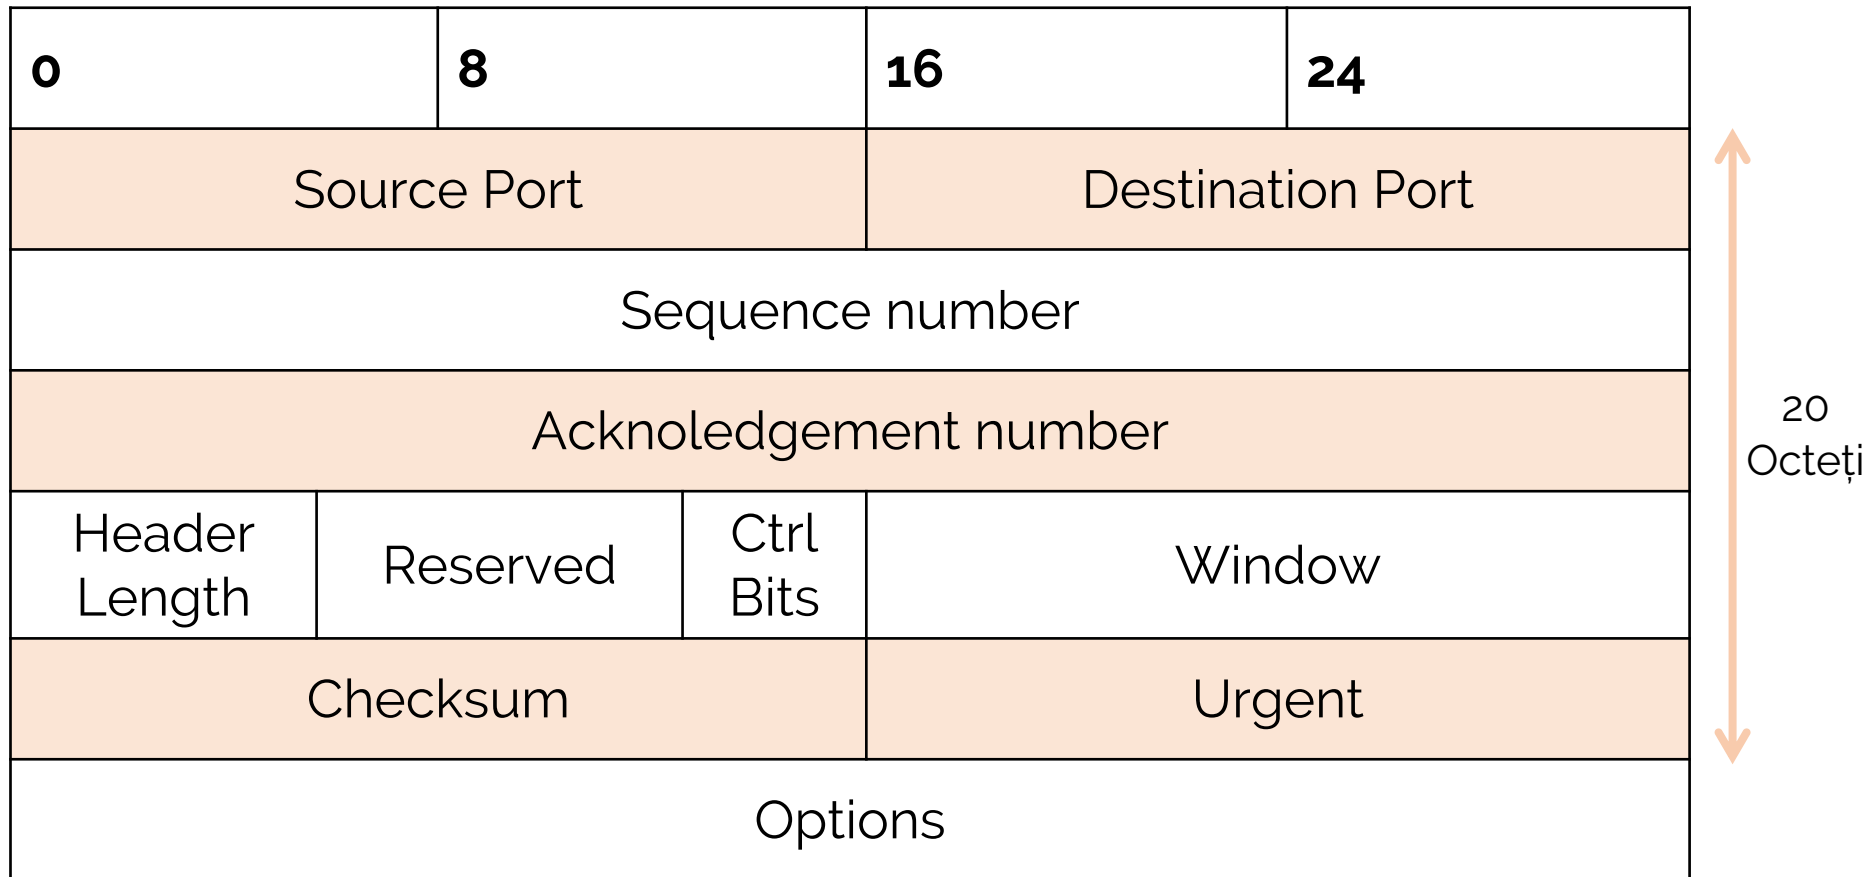 0 8 16 24
Source Port Destination Port
Sequence number
Acknoledgement number
20
Octeți
Header
Length
Reserved
Ctrl
Bits
Window
Checksum Urgent
Options